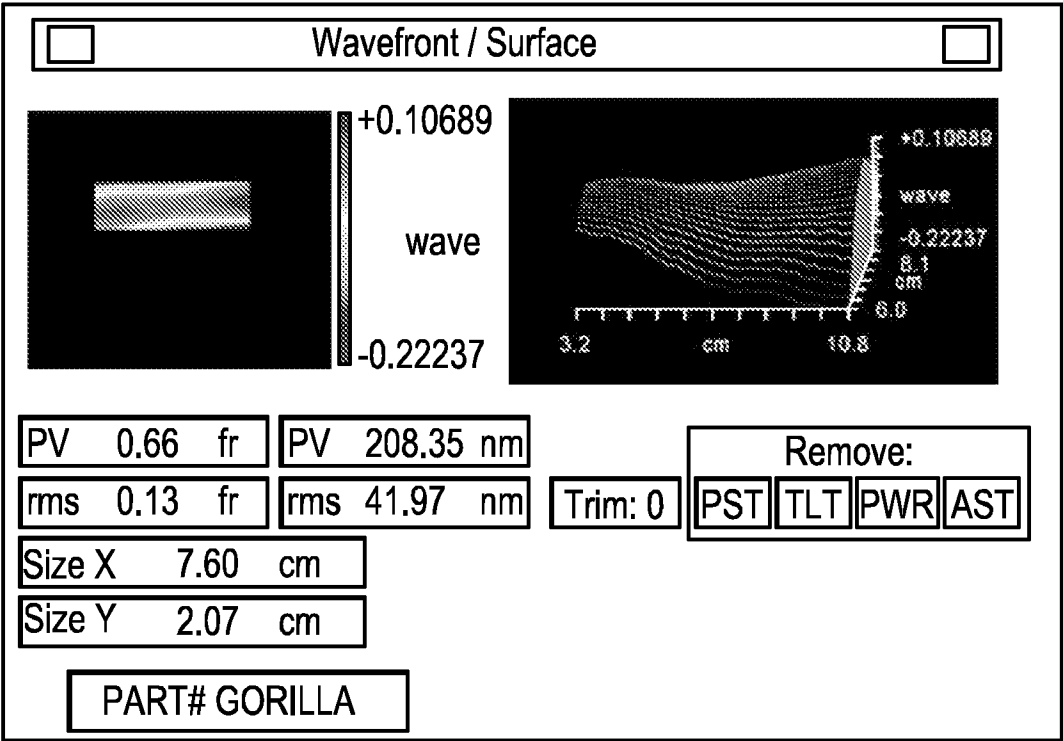 Wavefront / Surface
+0.10689
wave
-0.22237
+0.10689
wave
-0.22237
8.1
cm
6.0
3.2 cm 10.8
PV 0.66 fr PV 208.35 nm
rms 0.13 fr rms 41.97 nm Trim: 0
Remove:
PST TLT PWR AST
Size X 7.60 cm
Size Y 2.07 cm
PART# GORILLA